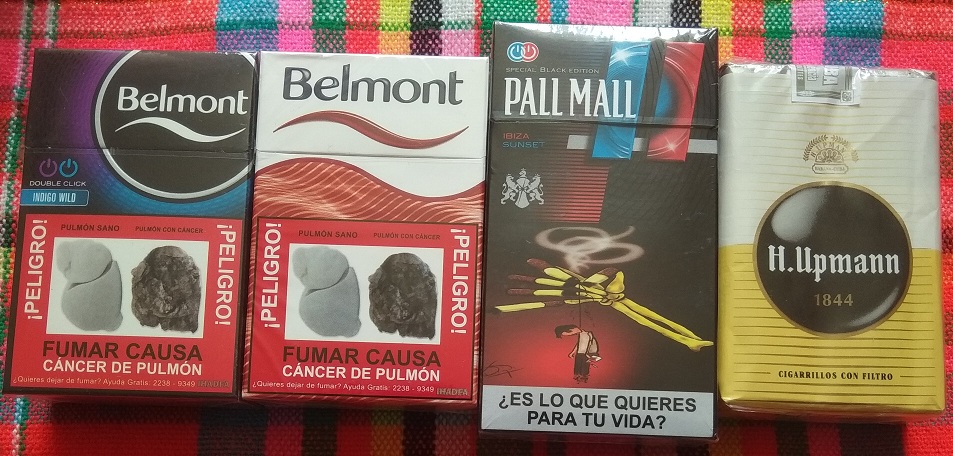 Belmont
DOUBLE CLICK
INDIGO WILD
¡PELIGRO!
PULMÓN SANO PULMÓN CON CÁNCER
¡PELIGRO!
FUMAR CAUSA
CÁNCER DE PULMÓN
¿Quieres dejar de fumar? Ayuda Gratis: 2238 - 9349 IHADFA
Belmont
¡PELIGRO!
PULMÓN SANO PULMÓN CON CÁNCER
¡PELIGRO!
FUMAR CAUSA
CÁNCER DE PULMÓN
¿Quieres dejar de fumar? Ayuda Gratis: 2238 - 9349 IHADFA
SPECIAL BLACK EDITION
PALL MALL
IBIZA
SUNSET
¿ES LO QUE QUIERES
PARA TU VIDA?
H.Upmann
1844
CIGARRILLOS CON FILTRO